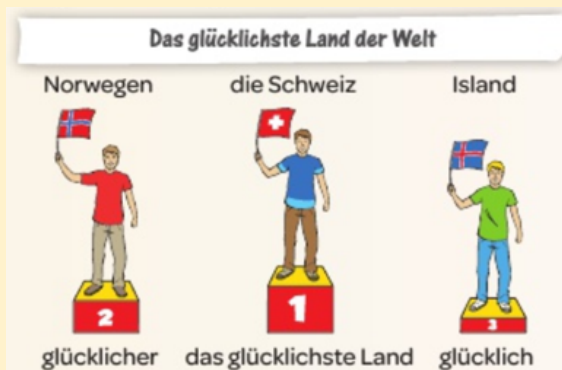 Das glücklichste Land der Welt
Norwegen die Schweiz Island
2 1 3
glücklicher das glücklichste Land glücklich